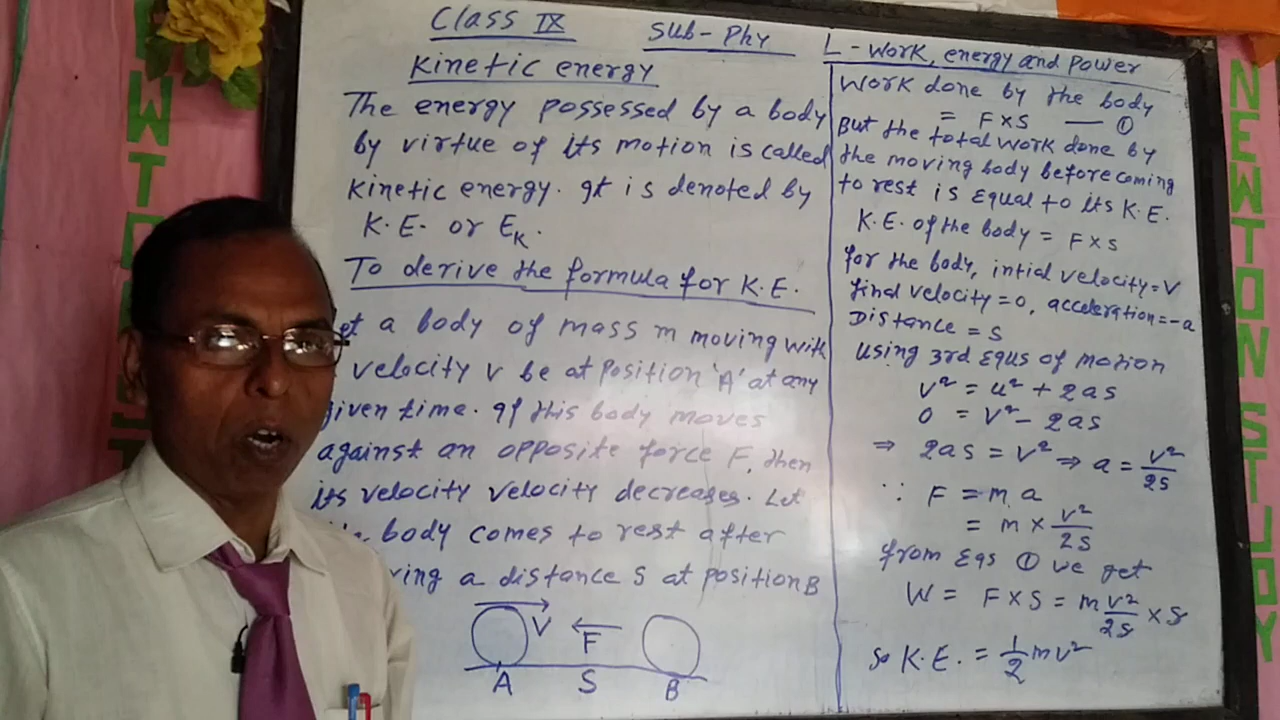 Class IX Sub- Phy L - Work, energy and Power
Kinetic energy
The energy possessed by a body
by virtue of its motion is called
kinetic energy. It is denoted by
K.E. or EK.
To derive the formula for K.E.
et a body of mass m moving with
velocity v be at position 'A' at any
given time. If this body moves
against an opposite force F, then
its velocity velocity decreases. Let
body comes to rest after
ring a distance S at position B
V
F
A S B
Work done by the body
= F×S — ①
But the total work done by
the moving body before coming
to rest is equal to its K.E.
K.E. of the body = F×S
for the body, intial velocity=V
final velocity=0, acceleration=-a
Distance = S
using 3rd Equs of motion
v² = u² + 2as
0 = v² - 2as
⇒ 2as = v² ⇒ a = v²/2s
∵ F = m a
= m × v²/2s
from Eqs ① we get
W = F×S = m v²/2s × s
So K.E. = 1/2 mv²
NEWTON STUDY